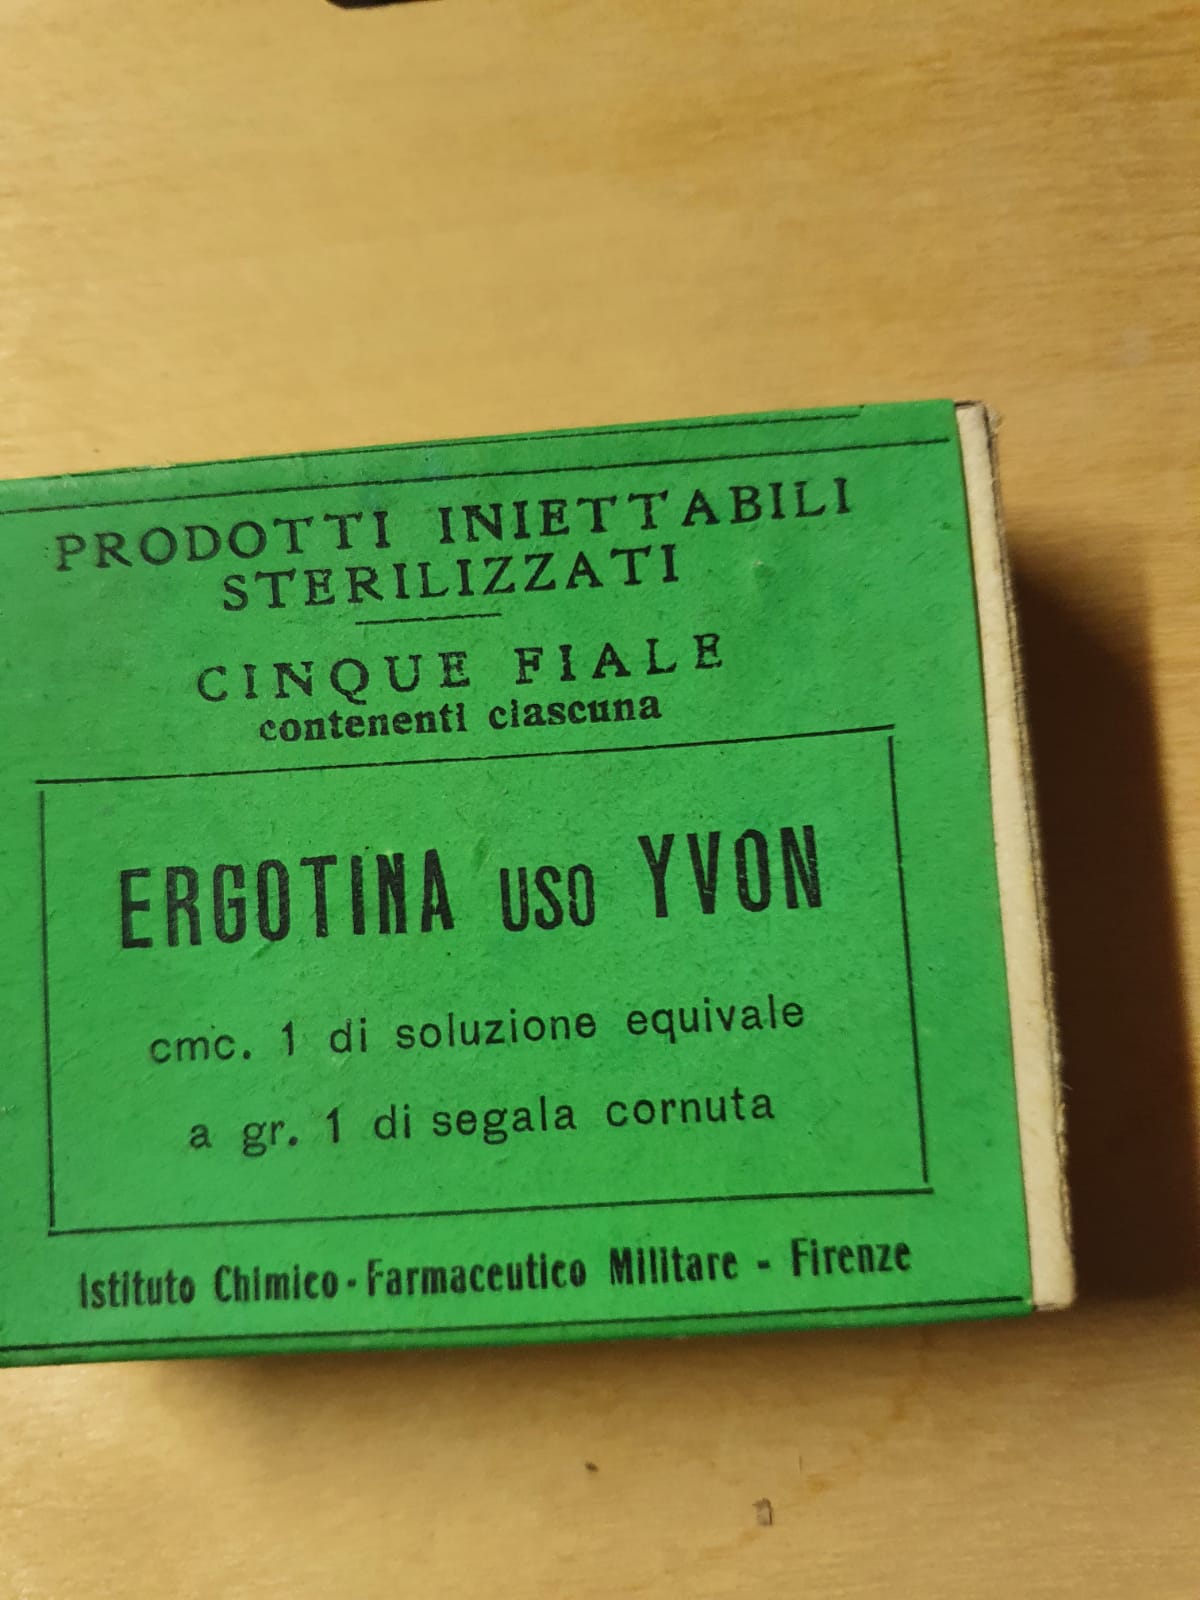 PRODOTTI INIETTABILI
STERILIZZATI
CINQUE FIALE
contenenti ciascuna
ERGOTINA USO YVON
cmc. 1 di soluzione equivale
a gr. 1 di segala cornuta
Istituto Chimico-Farmaceutico Militare - Firenze